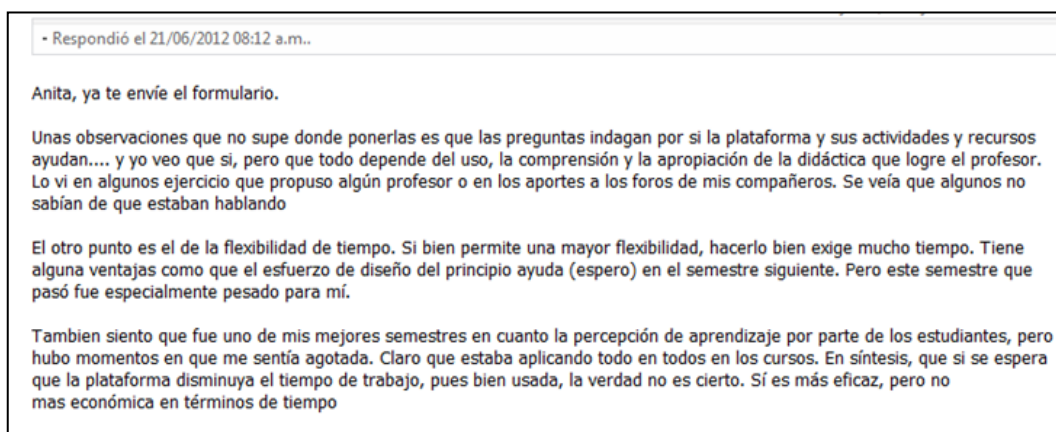 - Respondió el 21/06/2012 08:12 a.m..
Anita, ya te envíe el formulario.
Unas observaciones que no supe donde ponerlas es que las preguntas indagan por si la plataforma y sus actividades y recursos
ayudan.... y yo veo que si, pero que todo depende del uso, la comprensión y la apropiación de la didáctica que logre el profesor.
Lo vi en algunos ejercicio que propuso algún profesor o en los aportes a los foros de mis compañeros. Se veía que algunos no
sabían de que estaban hablando
El otro punto es el de la flexibilidad de tiempo. Si bien permite una mayor flexibilidad, hacerlo bien exige mucho tiempo. Tiene
alguna ventajas como que el esfuerzo de diseño del principio ayuda (espero) en el semestre siguiente. Pero este semestre que
pasó fue especialmente pesado para mí.
Tambien siento que fue uno de mis mejores semestres en cuanto la percepción de aprendizaje por parte de los estudiantes, pero
hubo momentos en que me sentía agotada. Claro que estaba aplicando todo en todos en los cursos. En síntesis, que si se espera
que la plataforma disminuya el tiempo de trabajo, pues bien usada, la verdad no es cierto. Sí es más eficaz, pero no
mas económica en términos de tiempo